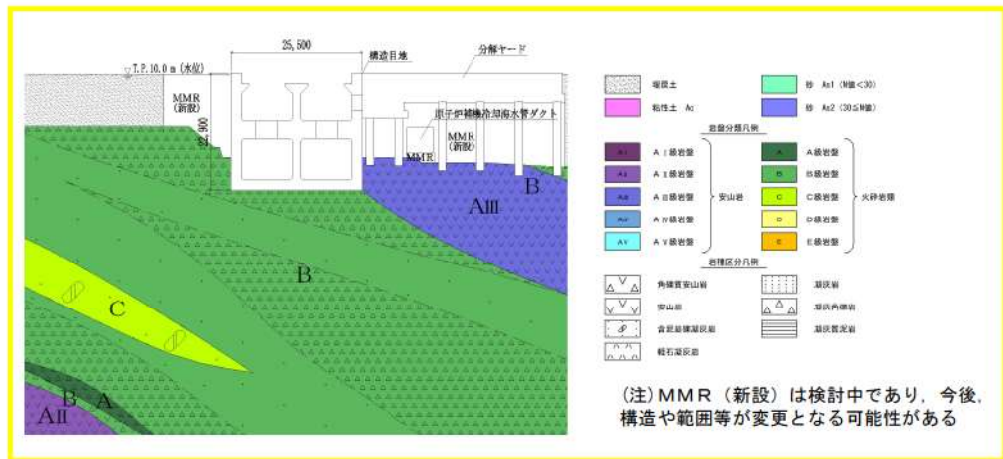 25,500
構造目地
分解ヤード
T.P.10.0 m (水位)
MMR
(新設)
原子炉補機冷却海水管ダクト
MMR
(新設)
MMR
B
AIII
B
C
B
A
AII
埋戻土
砂 As1 (N値<30)
粘性土 Ac
砂 As2 (30≦N値)
岩盤分類凡例
AⅠ級岩盤
A
A級岩盤
AⅡ級岩盤
B
B級岩盤
AⅢ級岩盤
安山岩
C
C級岩盤
火砕岩類
AⅣ級岩盤
D
D級岩盤
AⅤ級岩盤
E
E級岩盤
岩種区分凡例
角礫質安山岩
凝灰岩
安山岩
凝灰角礫岩
含泥岩礫凝灰岩
凝灰質泥岩
軽石凝灰岩
(注)MMR(新設)は検討中であり,今後,
構造や範囲等が変更となる可能性がある